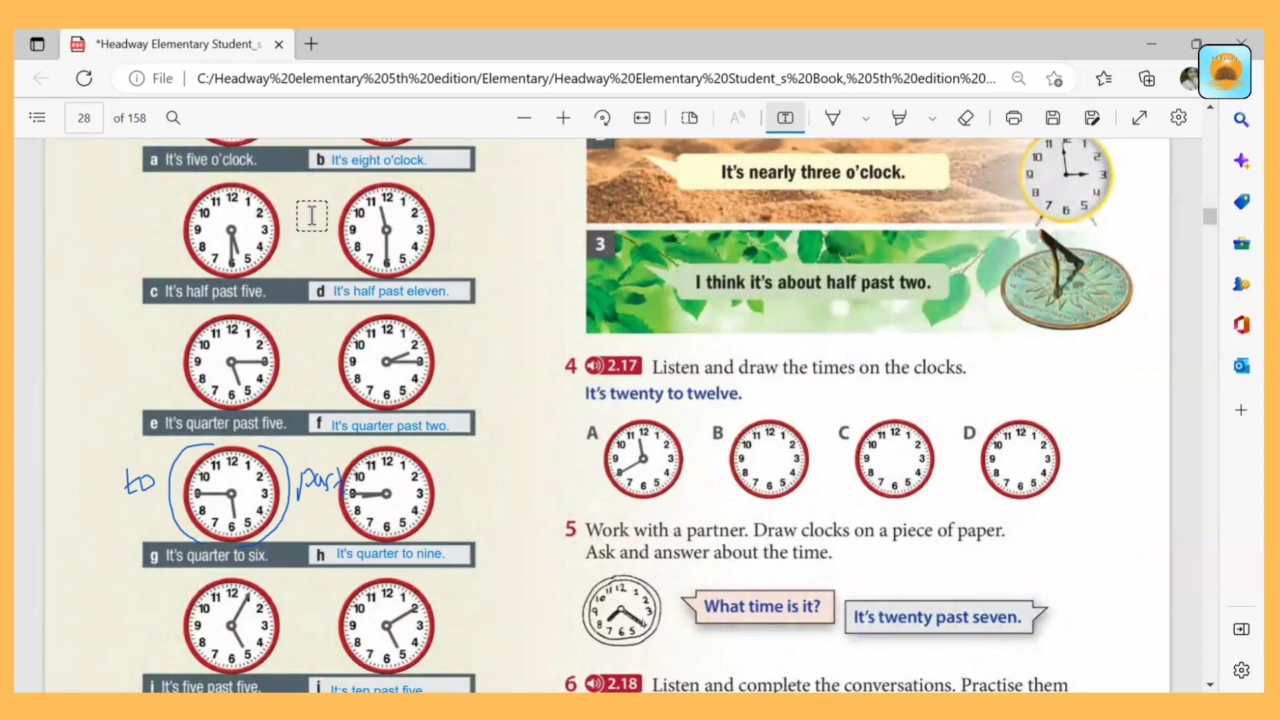 *Headway Elementary Student_s
File
C:/Headway%20elementary%205th%20edition/Elementary/Headway%20Elementary%20Student_s%20Book,%205th%20edition%20...
28 of 158
a It's five o'clock.
b It's eight o'clock.
c It's half past five.
d It's half past eleven.
e It's quarter past five.
f It's quarter past two.
to
past
g It's quarter to six.
h It's quarter to nine.
i It's five past five.
j It;s ten past five
It's nearly three o'clock.
3
I think it's about half past two.
4 2.17 Listen and draw the times on the clocks.
It's twenty to twelve.
A B C D
5 Work with a partner. Draw clocks on a piece of paper.
Ask and answer about the time.
What time is it?
It's twenty past seven.
6 2.18 Listen and complete the conversations. Practise them